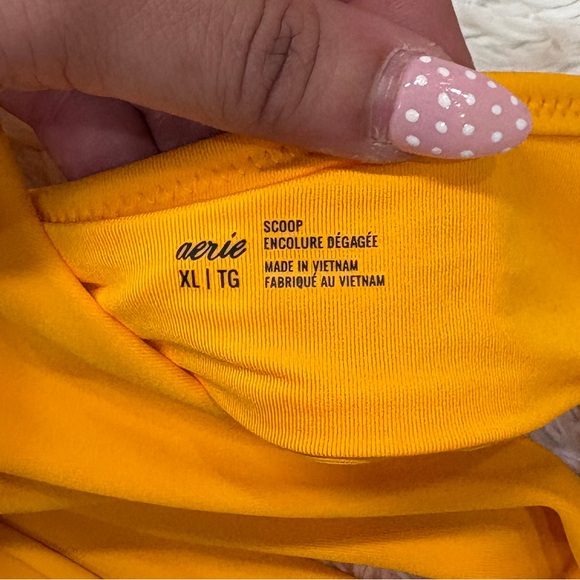 aerie
XL | TG
SCOOP
ENCOLURE DÉGAGÉE
MADE IN VIETNAM
FABRIQUÉ AU VIETNAM